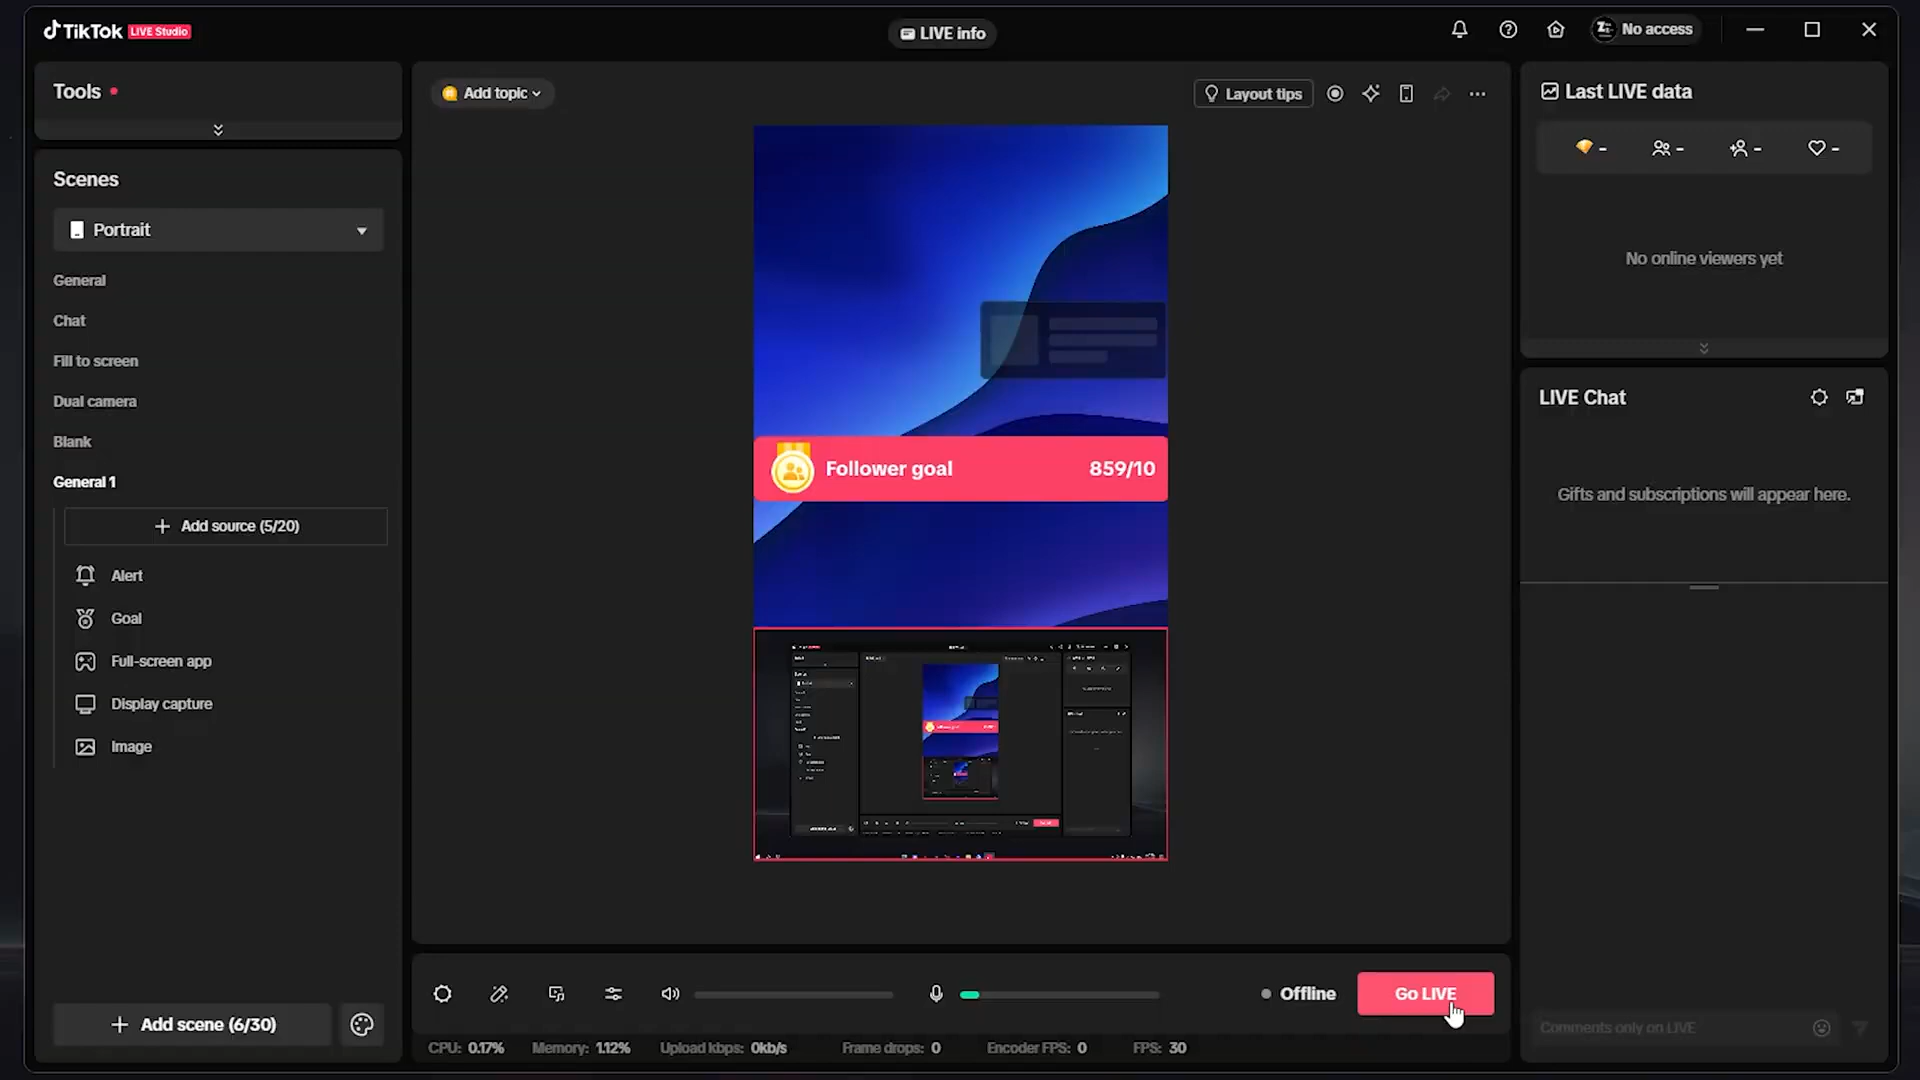 TikTok LIVE Studio
LIVE info
No access
Tools
Scenes
Portrait
General
Chat
Fill to screen
Dual camera
Blank
General 1
Add source (5/20)
Alert
Goal
Full-screen app
Display capture
Image
Add scene (6/30)
Add topic
Layout tips
Follower goal 859/10
Offline
Go LIVE
CPU: 0.17% Memory: 1.12% Upload kbps: 0kb/s Frame drops: 0 Encoder FPS: 0 FPS: 30
Last LIVE data
- - - -
No online viewers yet
LIVE Chat
Gifts and subscriptions will appear here.
Comments only on LIVE